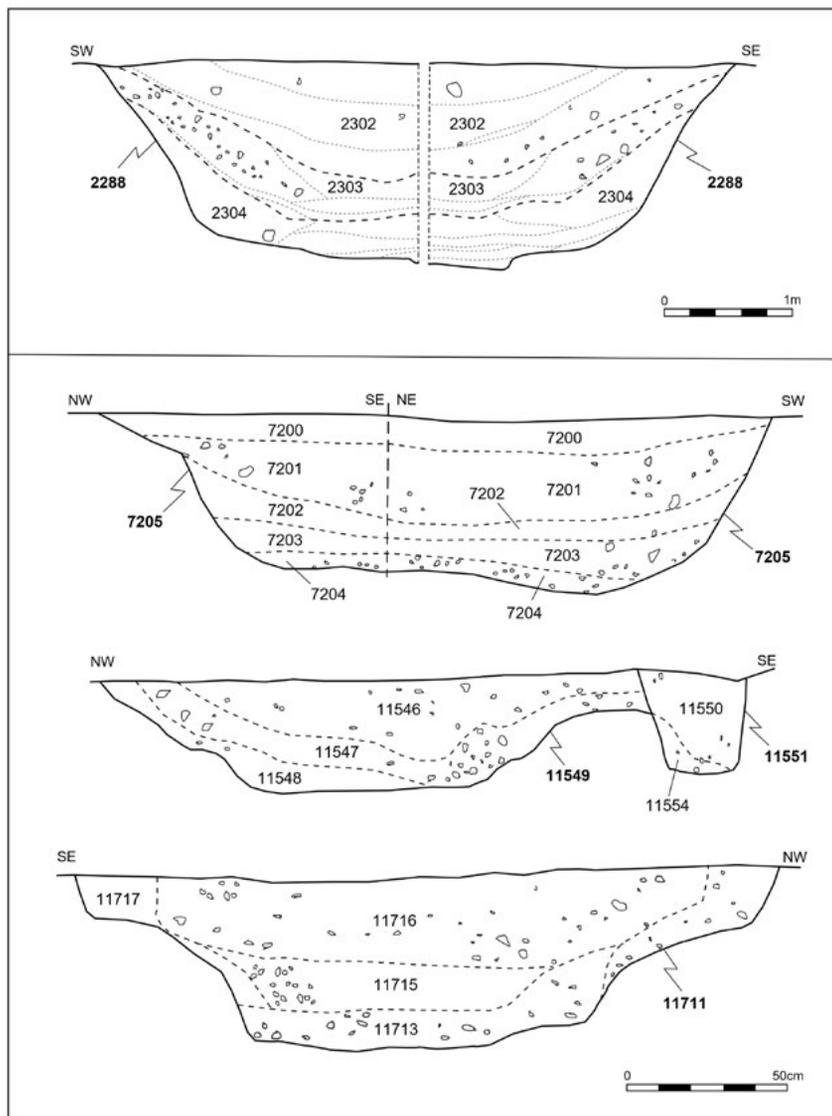 SW SE
2302 2302
2288 2303 2303 2288
2304 2304
0 1m
NW SE NE SW
7200 7200
7201 7202 7201
7205 7202 7205
7203 7203
7204 7204
NW SE
11546 11550
11547 11549 11551
11548 11554
SE NW
11717 11716
11715 11711
11713
0 50cm